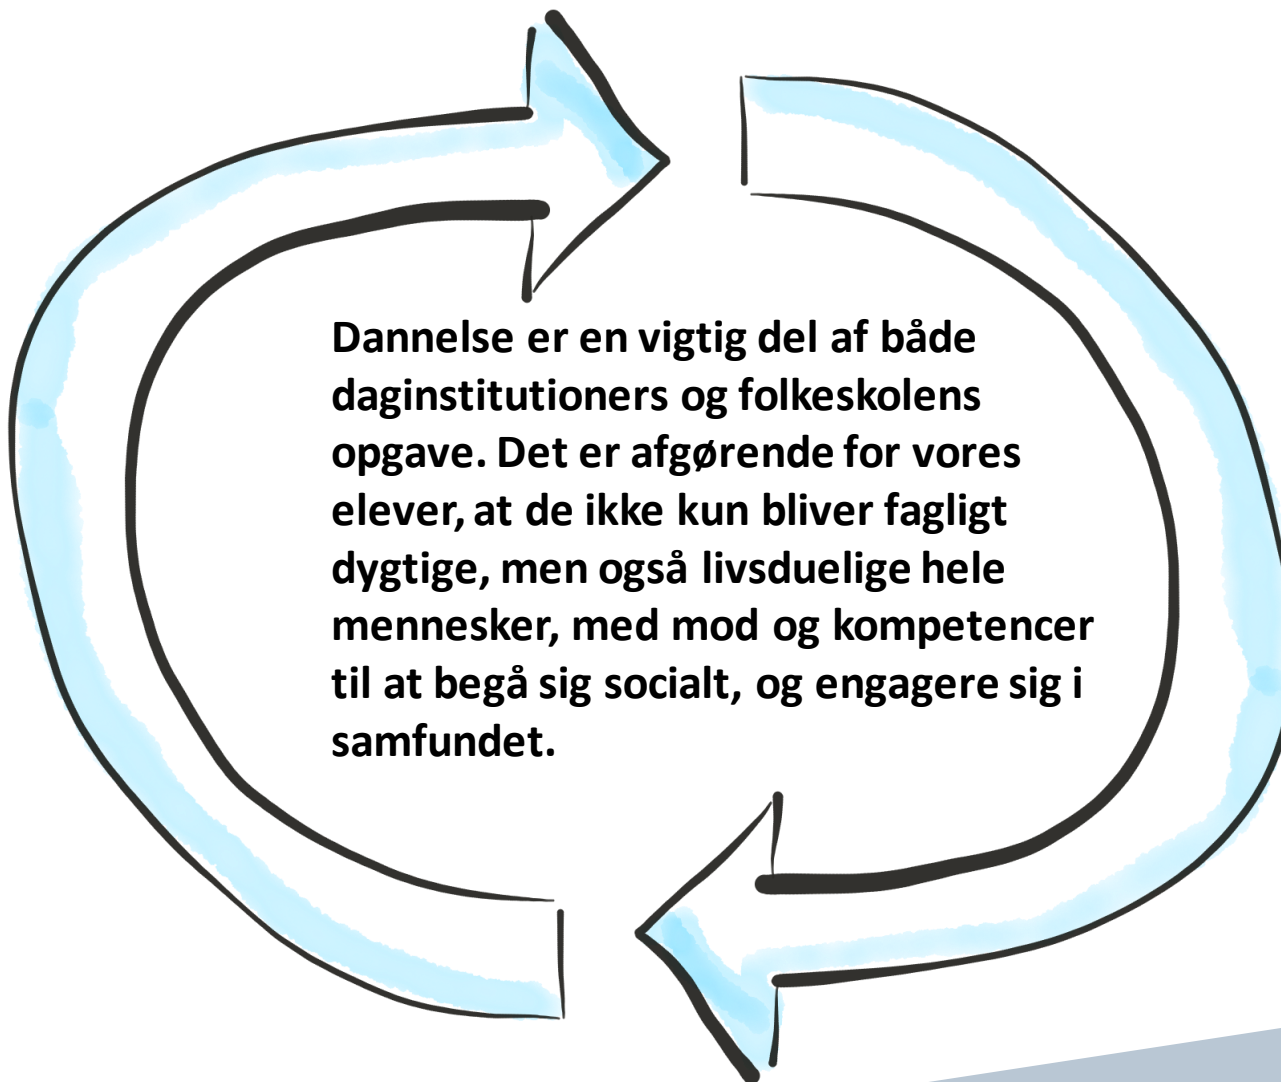 Dannelse er en vigtig del af både
daginstitutioners og folkeskolens
opgave. Det er afgørende for vores
elever, at de ikke kun bliver fagligt
dygtige, men også livsduelige hele
mennesker, med mod og kompetencer
til at begå sig socialt, og engagere sig i
samfundet.